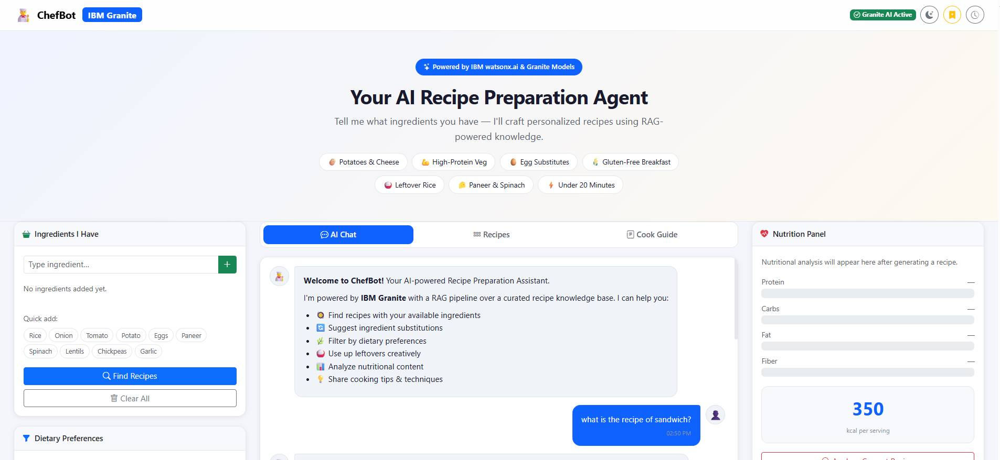 ChefBot IBM Granite
Granite AI Active
Powered by IBM watsonx.ai & Granite Models
Your AI Recipe Preparation Agent
Tell me what ingredients you have — I'll craft personalized recipes using RAG-
powered knowledge.
Potatoes & Cheese
High-Protein Veg
Egg Substitutes
Gluten-Free Breakfast
Leftover Rice
Paneer & Spinach
Under 20 Minutes
Ingredients I Have
Type ingredient...
No ingredients added yet.
Quick add:
Rice Onion Tomato Potato Eggs Paneer
Spinach Lentils Chickpeas Garlic
Find Recipes
Clear All
Dietary Preferences
AI Chat
Recipes
Cook Guide
Welcome to ChefBot! Your AI-powered Recipe Preparation Assistant.
I'm powered by IBM Granite with a RAG pipeline over a curated recipe knowledge base. I can help you:
Find recipes with your available ingredients
Suggest ingredient substitutions
Filter by dietary preferences
Use up leftovers creatively
Analyze nutritional content
Share cooking tips & techniques
what is the recipe of sandwich?
02:50 PM
Nutrition Panel
Nutritional analysis will appear here after generating a recipe.
Protein —
Carbs —
Fat —
Fiber —
350
kcal per serving